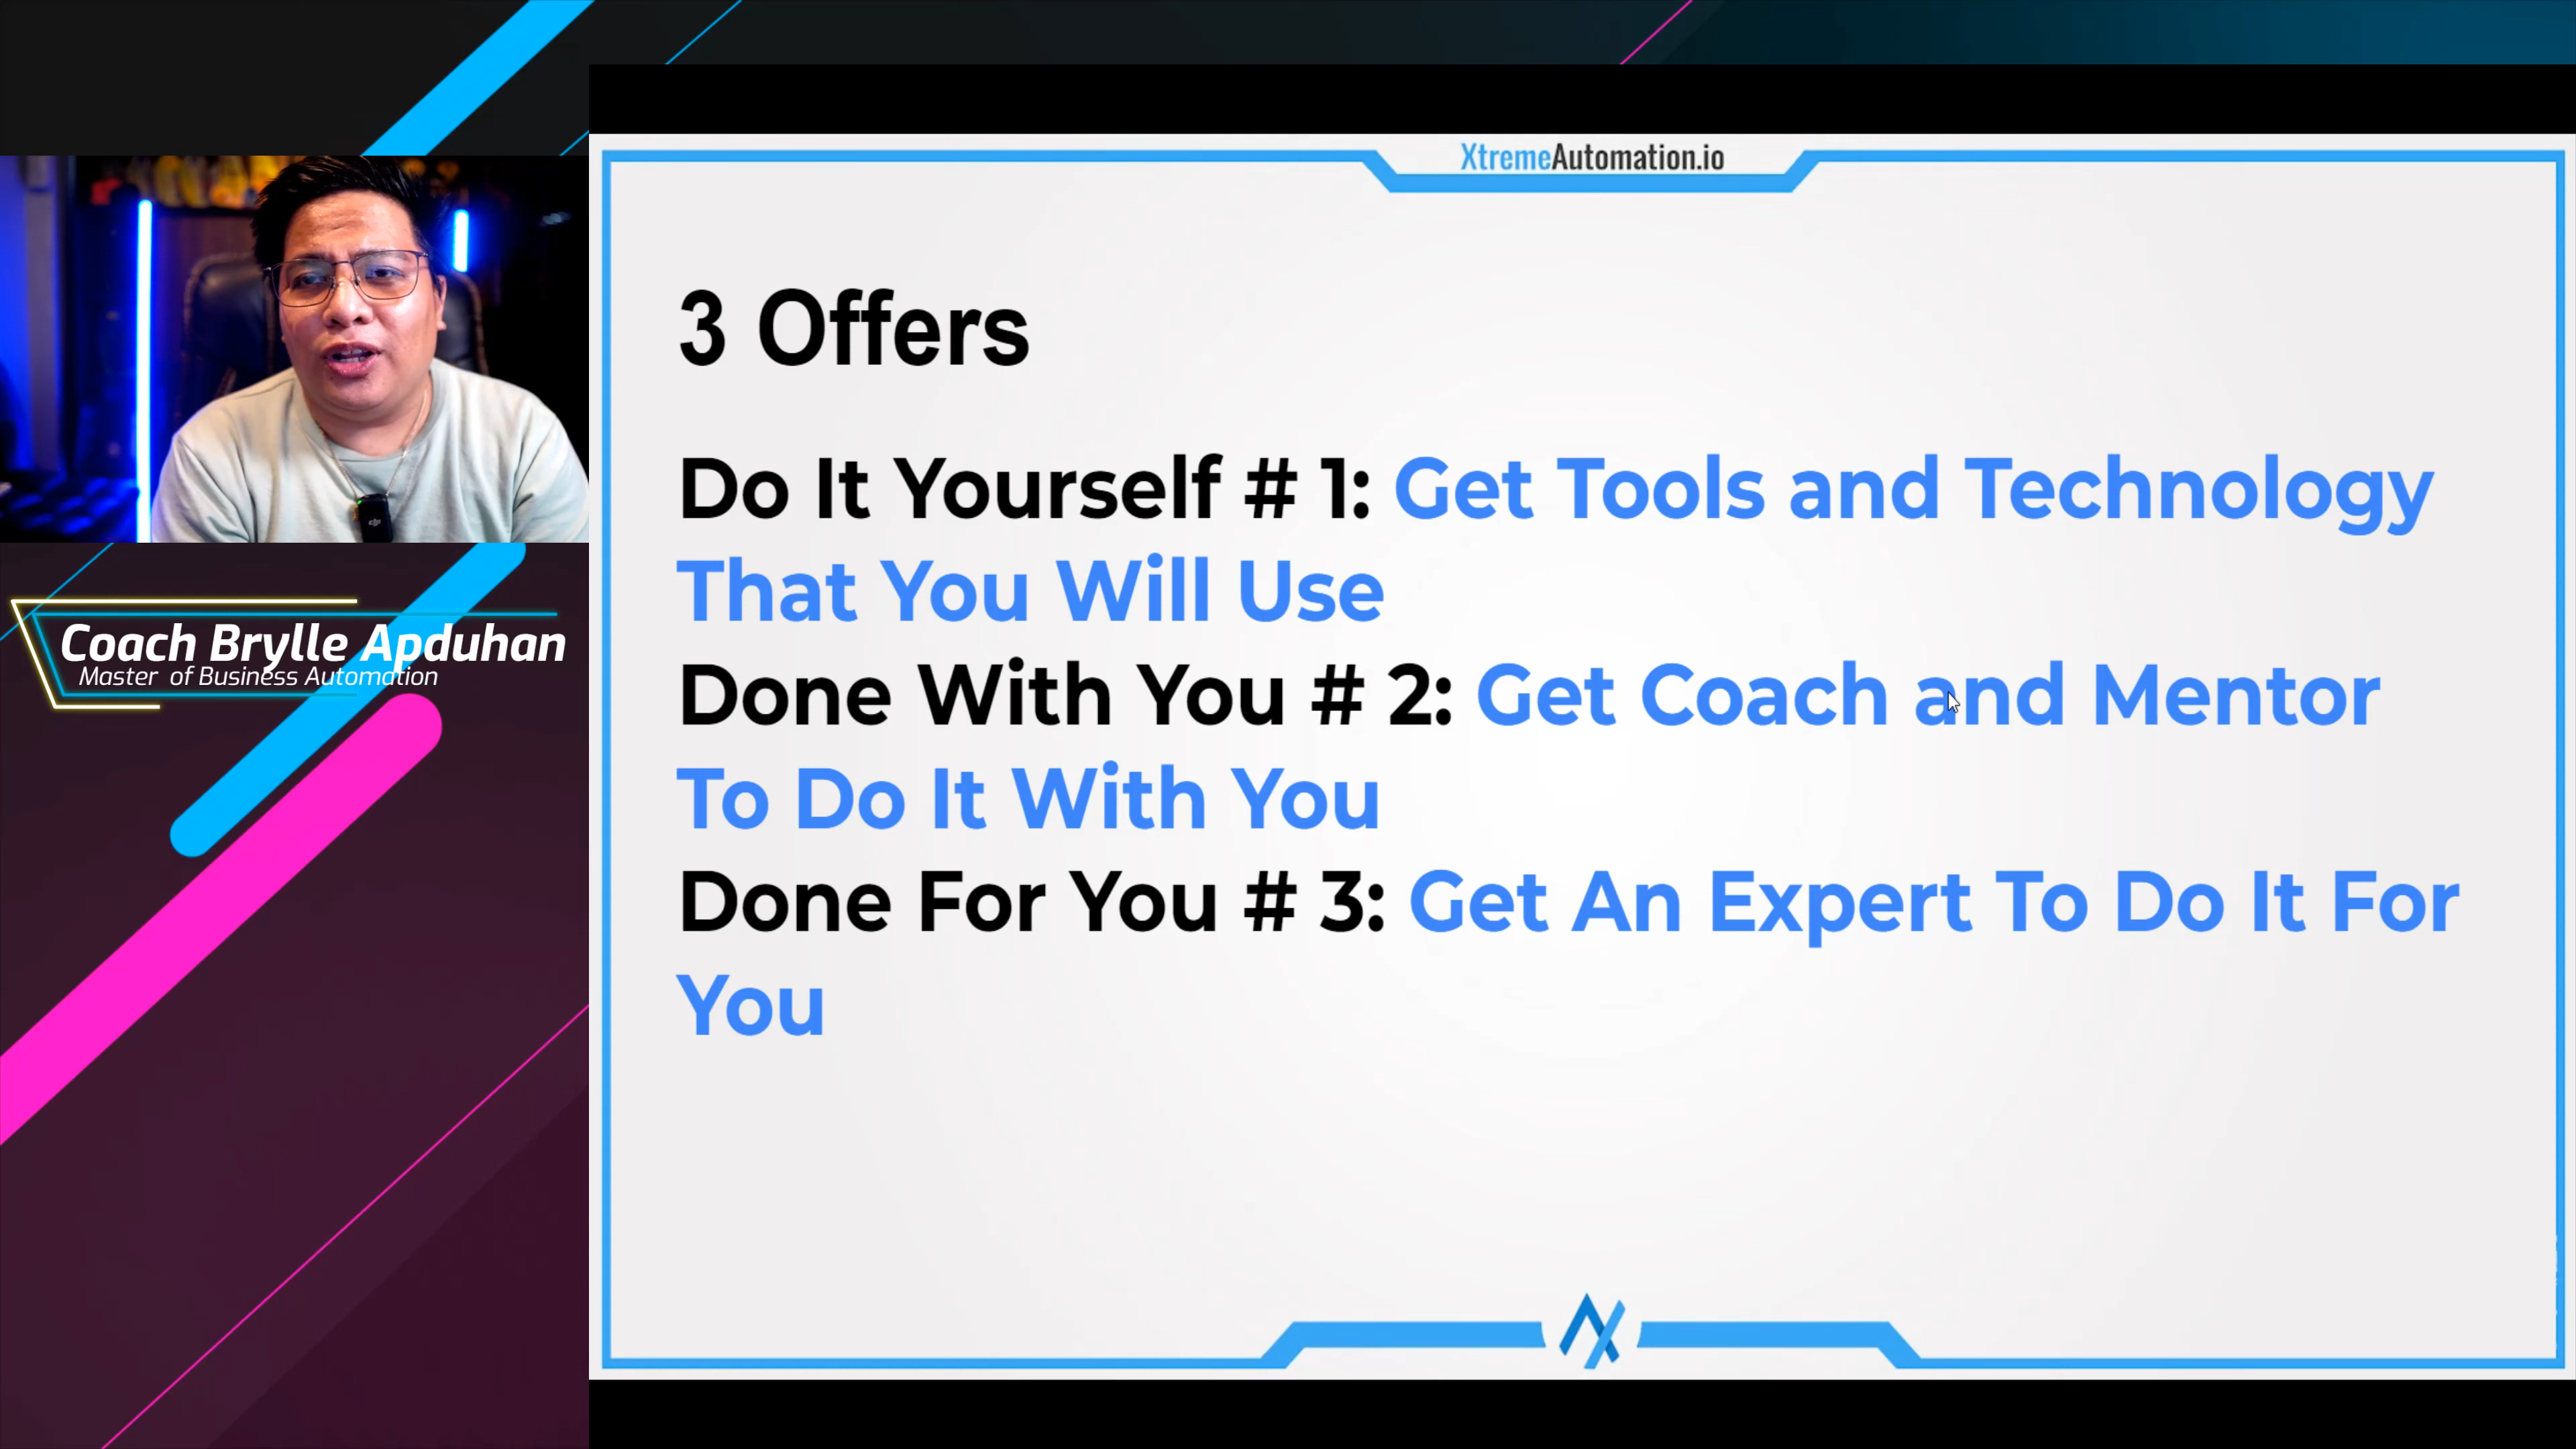 XtremeAutomation.io
3 Offers
Do It Yourself # 1: Get Tools and Technology
That You Will Use
Done With You # 2: Get Coach and Mentor
To Do It With You
Done For You # 3: Get An Expert To Do It For
You
Coach Brylle Apduhan
Master of Business Automation